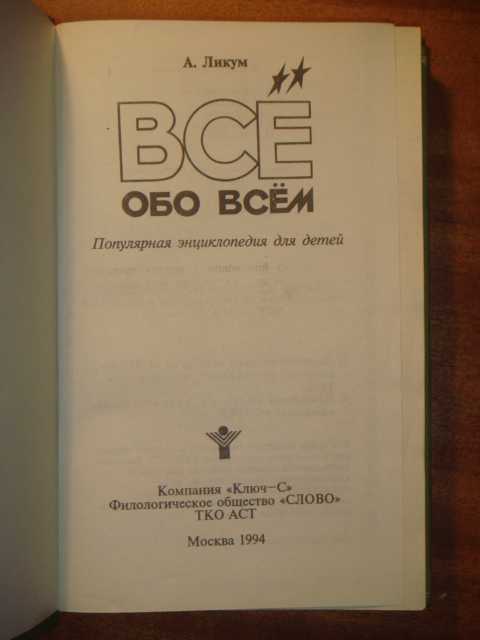 А. Ликум
ВСЁ
ОБО ВСЁМ
Популярная энциклопедия для детей
Компания «Ключ–С»
Филологическое общество «СЛОВО»
ТКО АСТ
Москва 1994